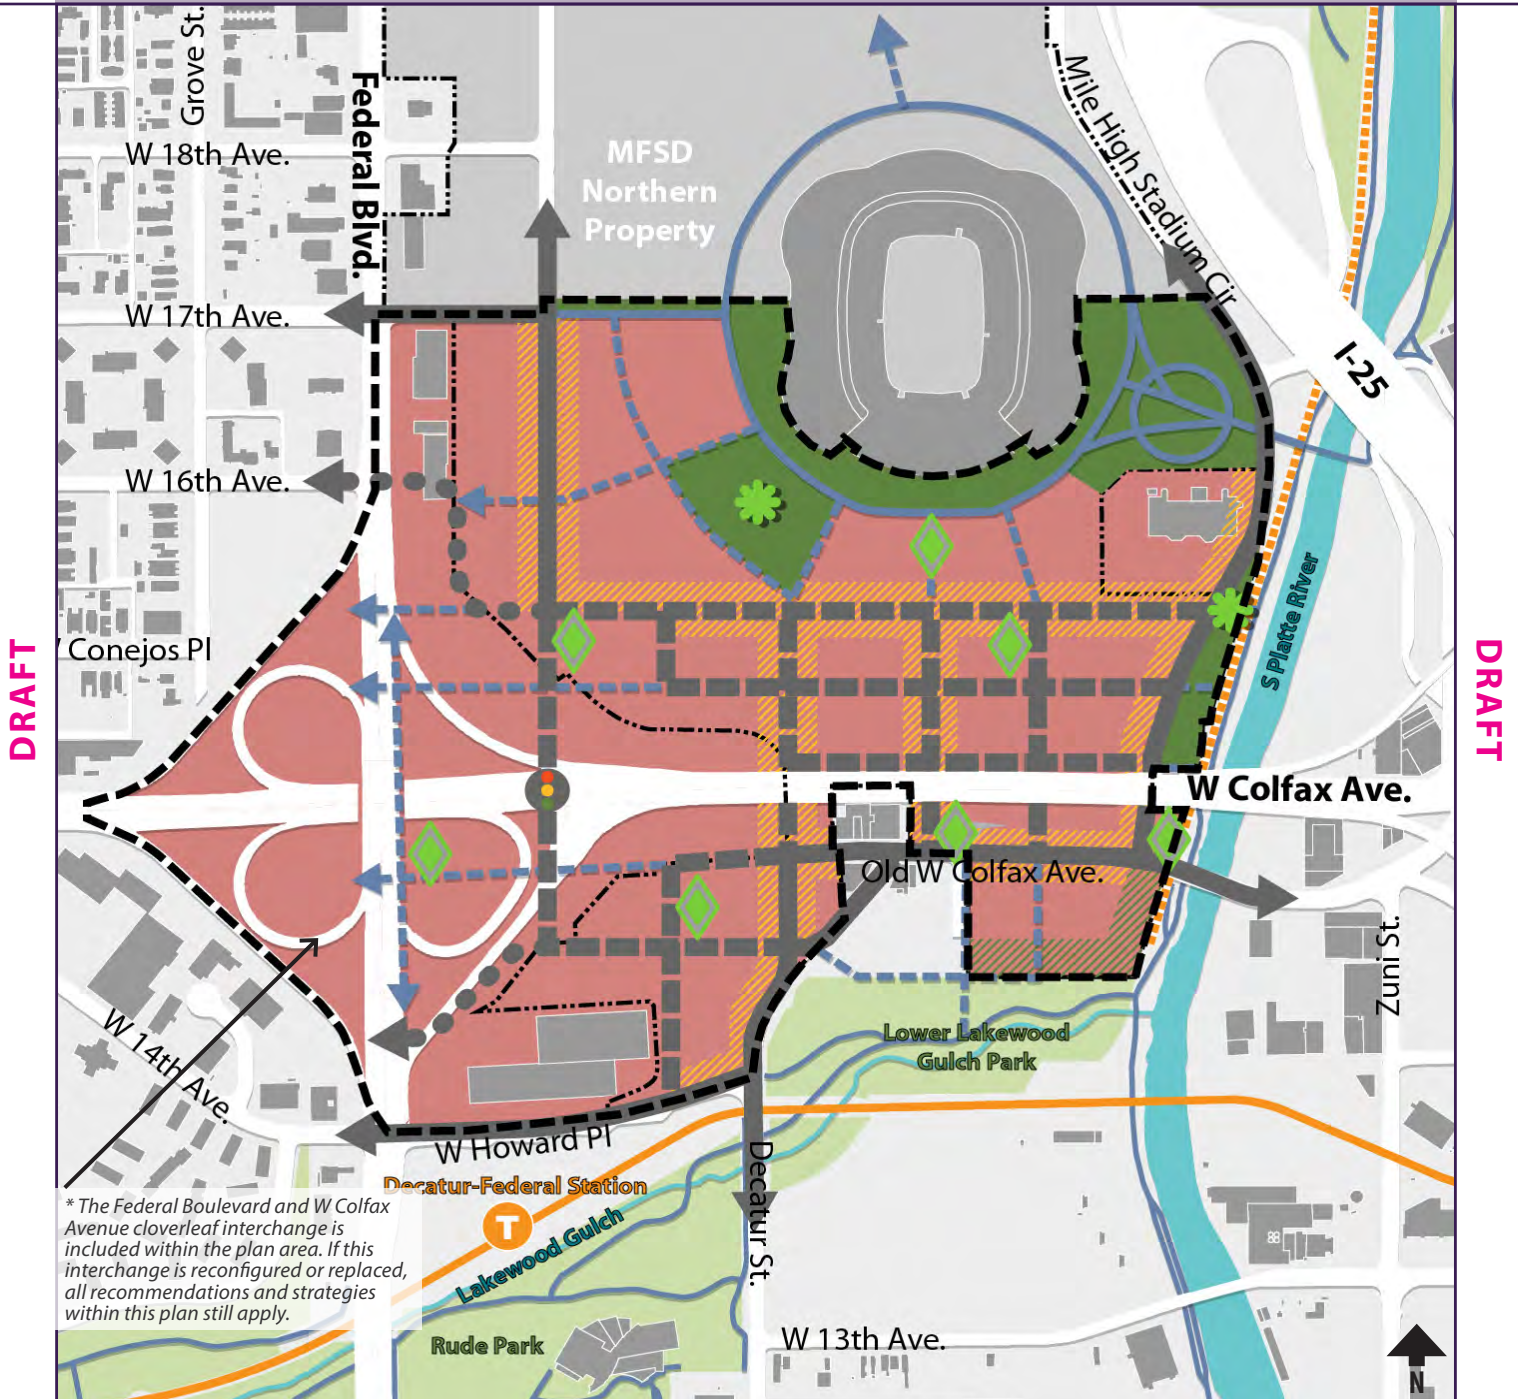 Grove St.
Federal Blvd.
W 18th Ave.
MFSD
Northern
Property
Mile High Stadium Cir
W 17th Ave.
I-25
W 16th Ave.
S Platte River
Conejos Pl
DRAFT
DRAFT
W Colfax Ave.
Old W Colfax Ave.
Zuni St.
W 14th Ave.
Lower Lakewood
Gulch Park
W Howard Pl
Decatur St.
Decatur-Federal Station
T
Lakewood Gulch
* The Federal Boulevard and W Colfax
Avenue cloverleaf interchange is
included within the plan area. If this
interchange is reconfigured or replaced,
all recommendations and strategies
within this plan still apply.
Rude Park
W 13th Ave.
N